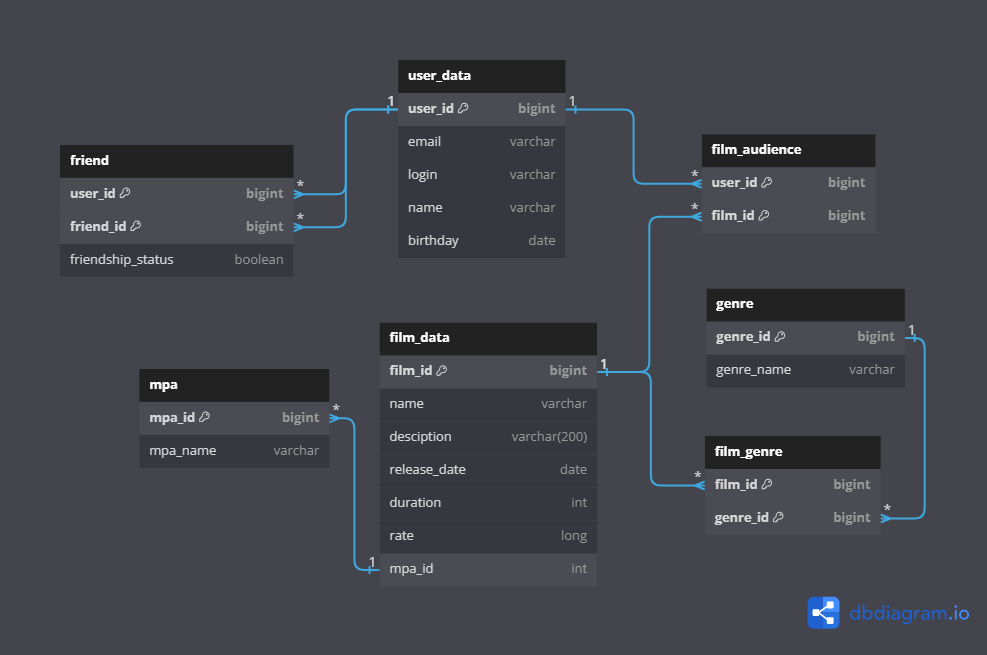 user_data
user_id bigint
email varchar
login varchar
name varchar
birthday date
1
1
friend
user_id bigint
friend_id bigint
friendship_status boolean
*
*
film_audience
user_id bigint
film_id bigint
*
*
genre
genre_id bigint
genre_name varchar
1
film_data
film_id bigint
name varchar
desciption varchar(200)
release_date date
duration int
rate long
mpa_id int
1
1
mpa
mpa_id bigint
mpa_name varchar
*
film_genre
film_id bigint
genre_id bigint
*
*
dbdiagram.io